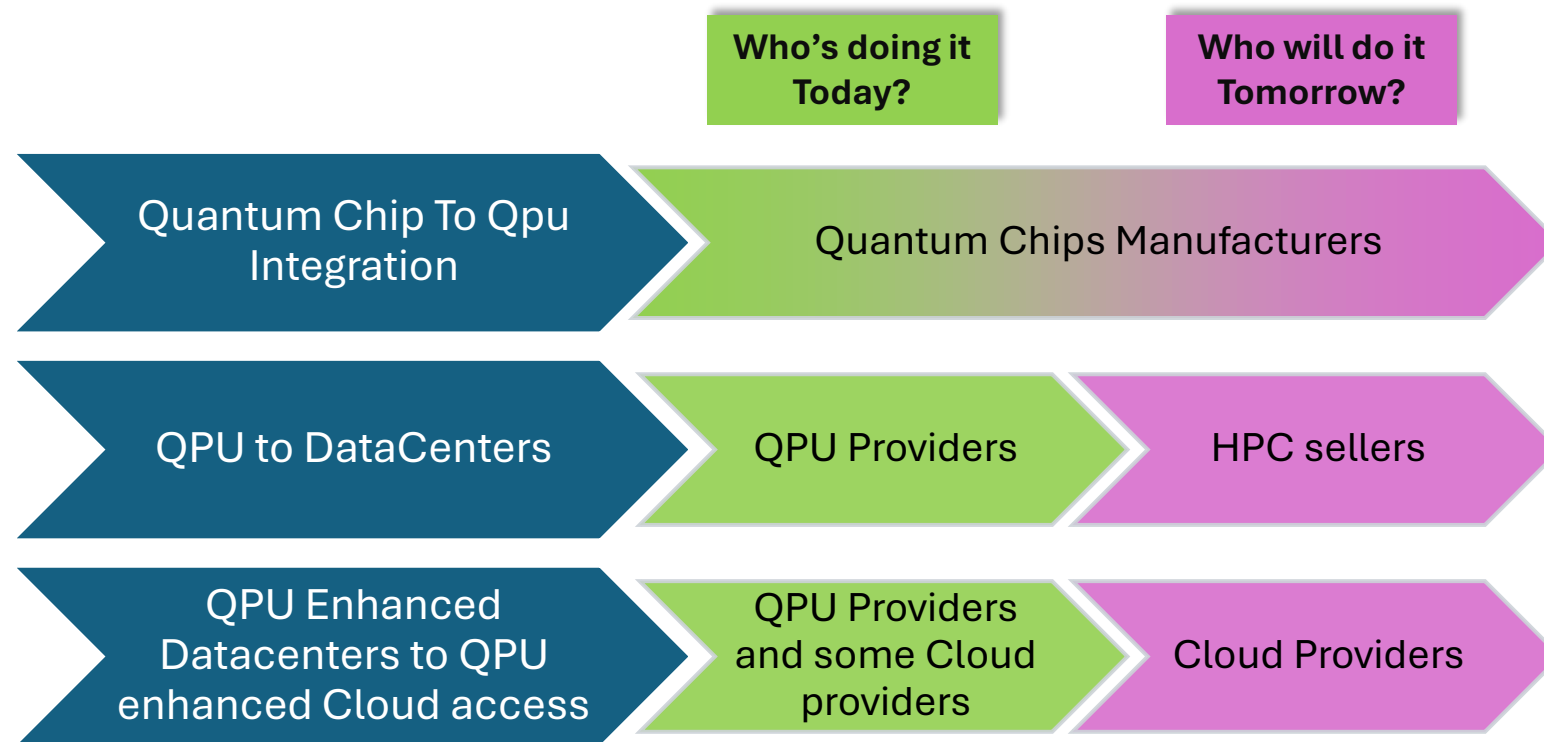 Who’s doing it
Today?
Who will do it
Tomorrow?
Quantum Chip To Qpu
Integration
Quantum Chips Manufacturers
QPU to DataCenters
QPU Providers
HPC sellers
QPU Enhanced
Datacenters to QPU
enhanced Cloud access
QPU Providers
and some Cloud
providers
Cloud Providers